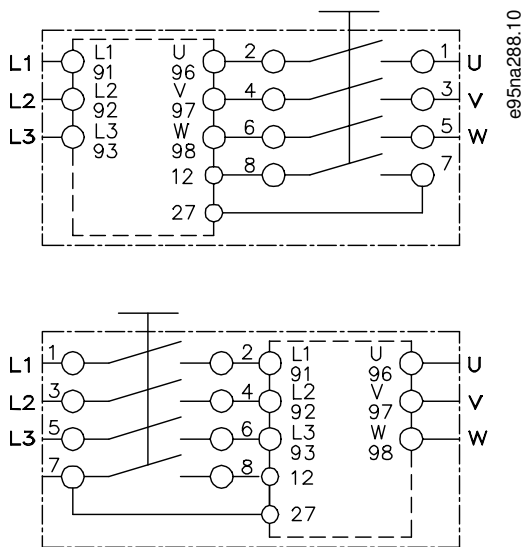 L1 L1 91 U 96 2 1 U
L2 L2 92 V 97 4 3 V
L3 L3 93 W 98 6 5 W
12 8 7
27
e95na288.10
L1 1 2 L1 91 U 96 U
L2 3 4 L2 92 V 97 V
L3 5 6 L3 93 W 98 W
7 8 12
27